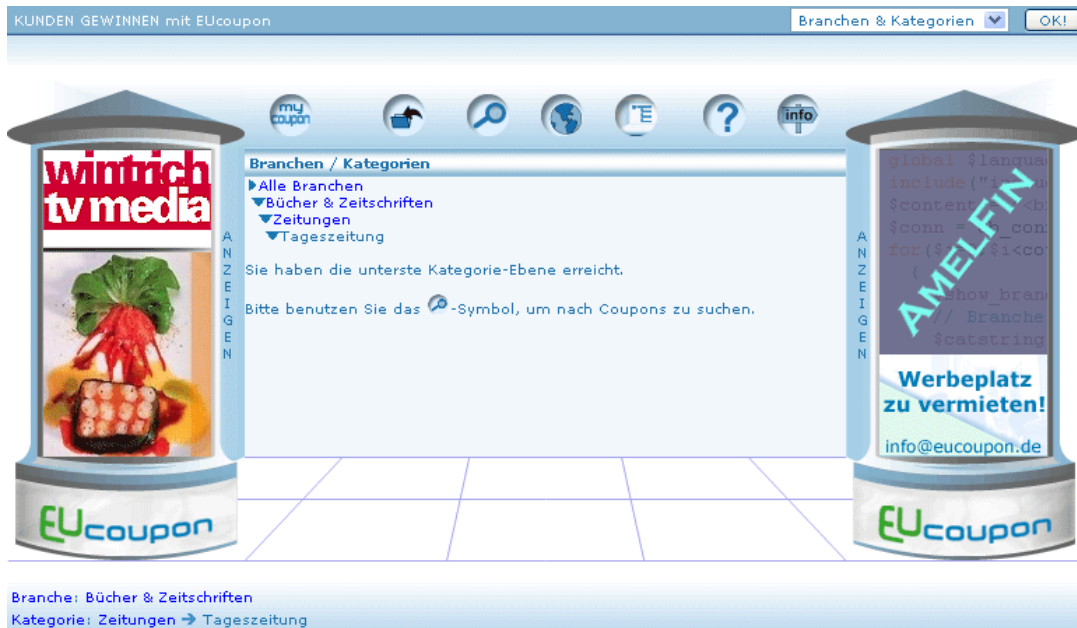 KUNDEN GEWINNEN mit EUcoupon
Branchen & Kategorien
OK!
my
coupon
?
info
wintrich
tv media
ANZEIGEN
Branchen / Kategorien
Alle Branchen
Bücher & Zeitschriften
Zeitungen
Tageszeitung
Sie haben die unterste Kategorie-Ebene erreicht.
Bitte benutzen Sie das -Symbol, um nach Coupons zu suchen.
ANZEIGEN
global $langua
$content
$conn =
for($
show_bran
// Branche
$catstring
AMELFIN
Werbeplatz
zu vermieten!
info@eucoupon.de
EUcoupon
EUcoupon
Branche: Bücher & Zeitschriften
Kategorie: Zeitungen → Tageszeitung